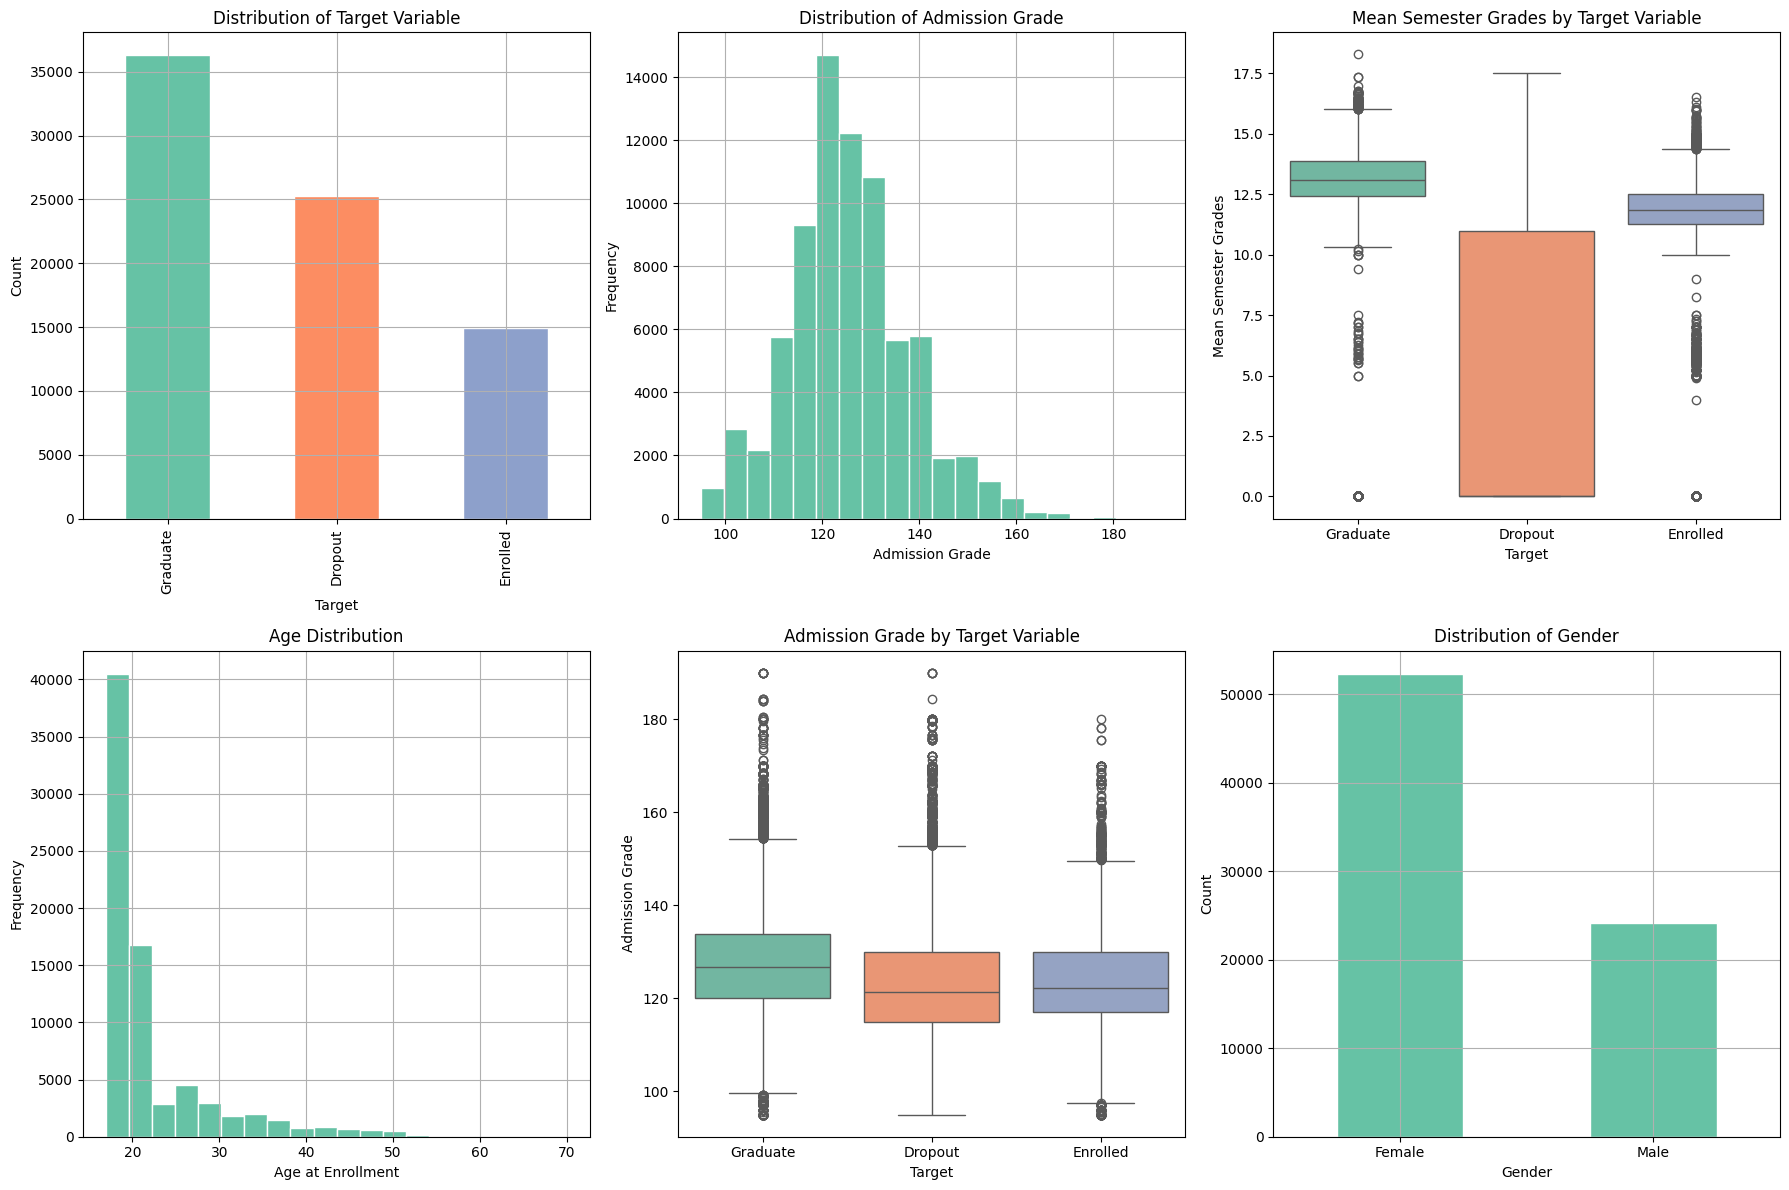 Distribution of Target Variable
Count
35000
30000
25000
20000
15000
10000
5000
0
Graduate
Dropout
Enrolled
Target
Distribution of Admission Grade
Frequency
14000
12000
10000
8000
6000
4000
2000
0
100 120 140 160 180
Admission Grade
Mean Semester Grades by Target Variable
Mean Semester Grades
17.5
15.0
12.5
10.0
7.5
5.0
2.5
0.0
Graduate Dropout Enrolled
Target
Age Distribution
Frequency
40000
35000
30000
25000
20000
15000
10000
5000
0
20 30 40 50 60 70
Age at Enrollment
Admission Grade by Target Variable
Admission Grade
180
160
140
120
100
Graduate Dropout Enrolled
Target
Distribution of Gender
Count
50000
40000
30000
20000
10000
0
Female Male
Gender